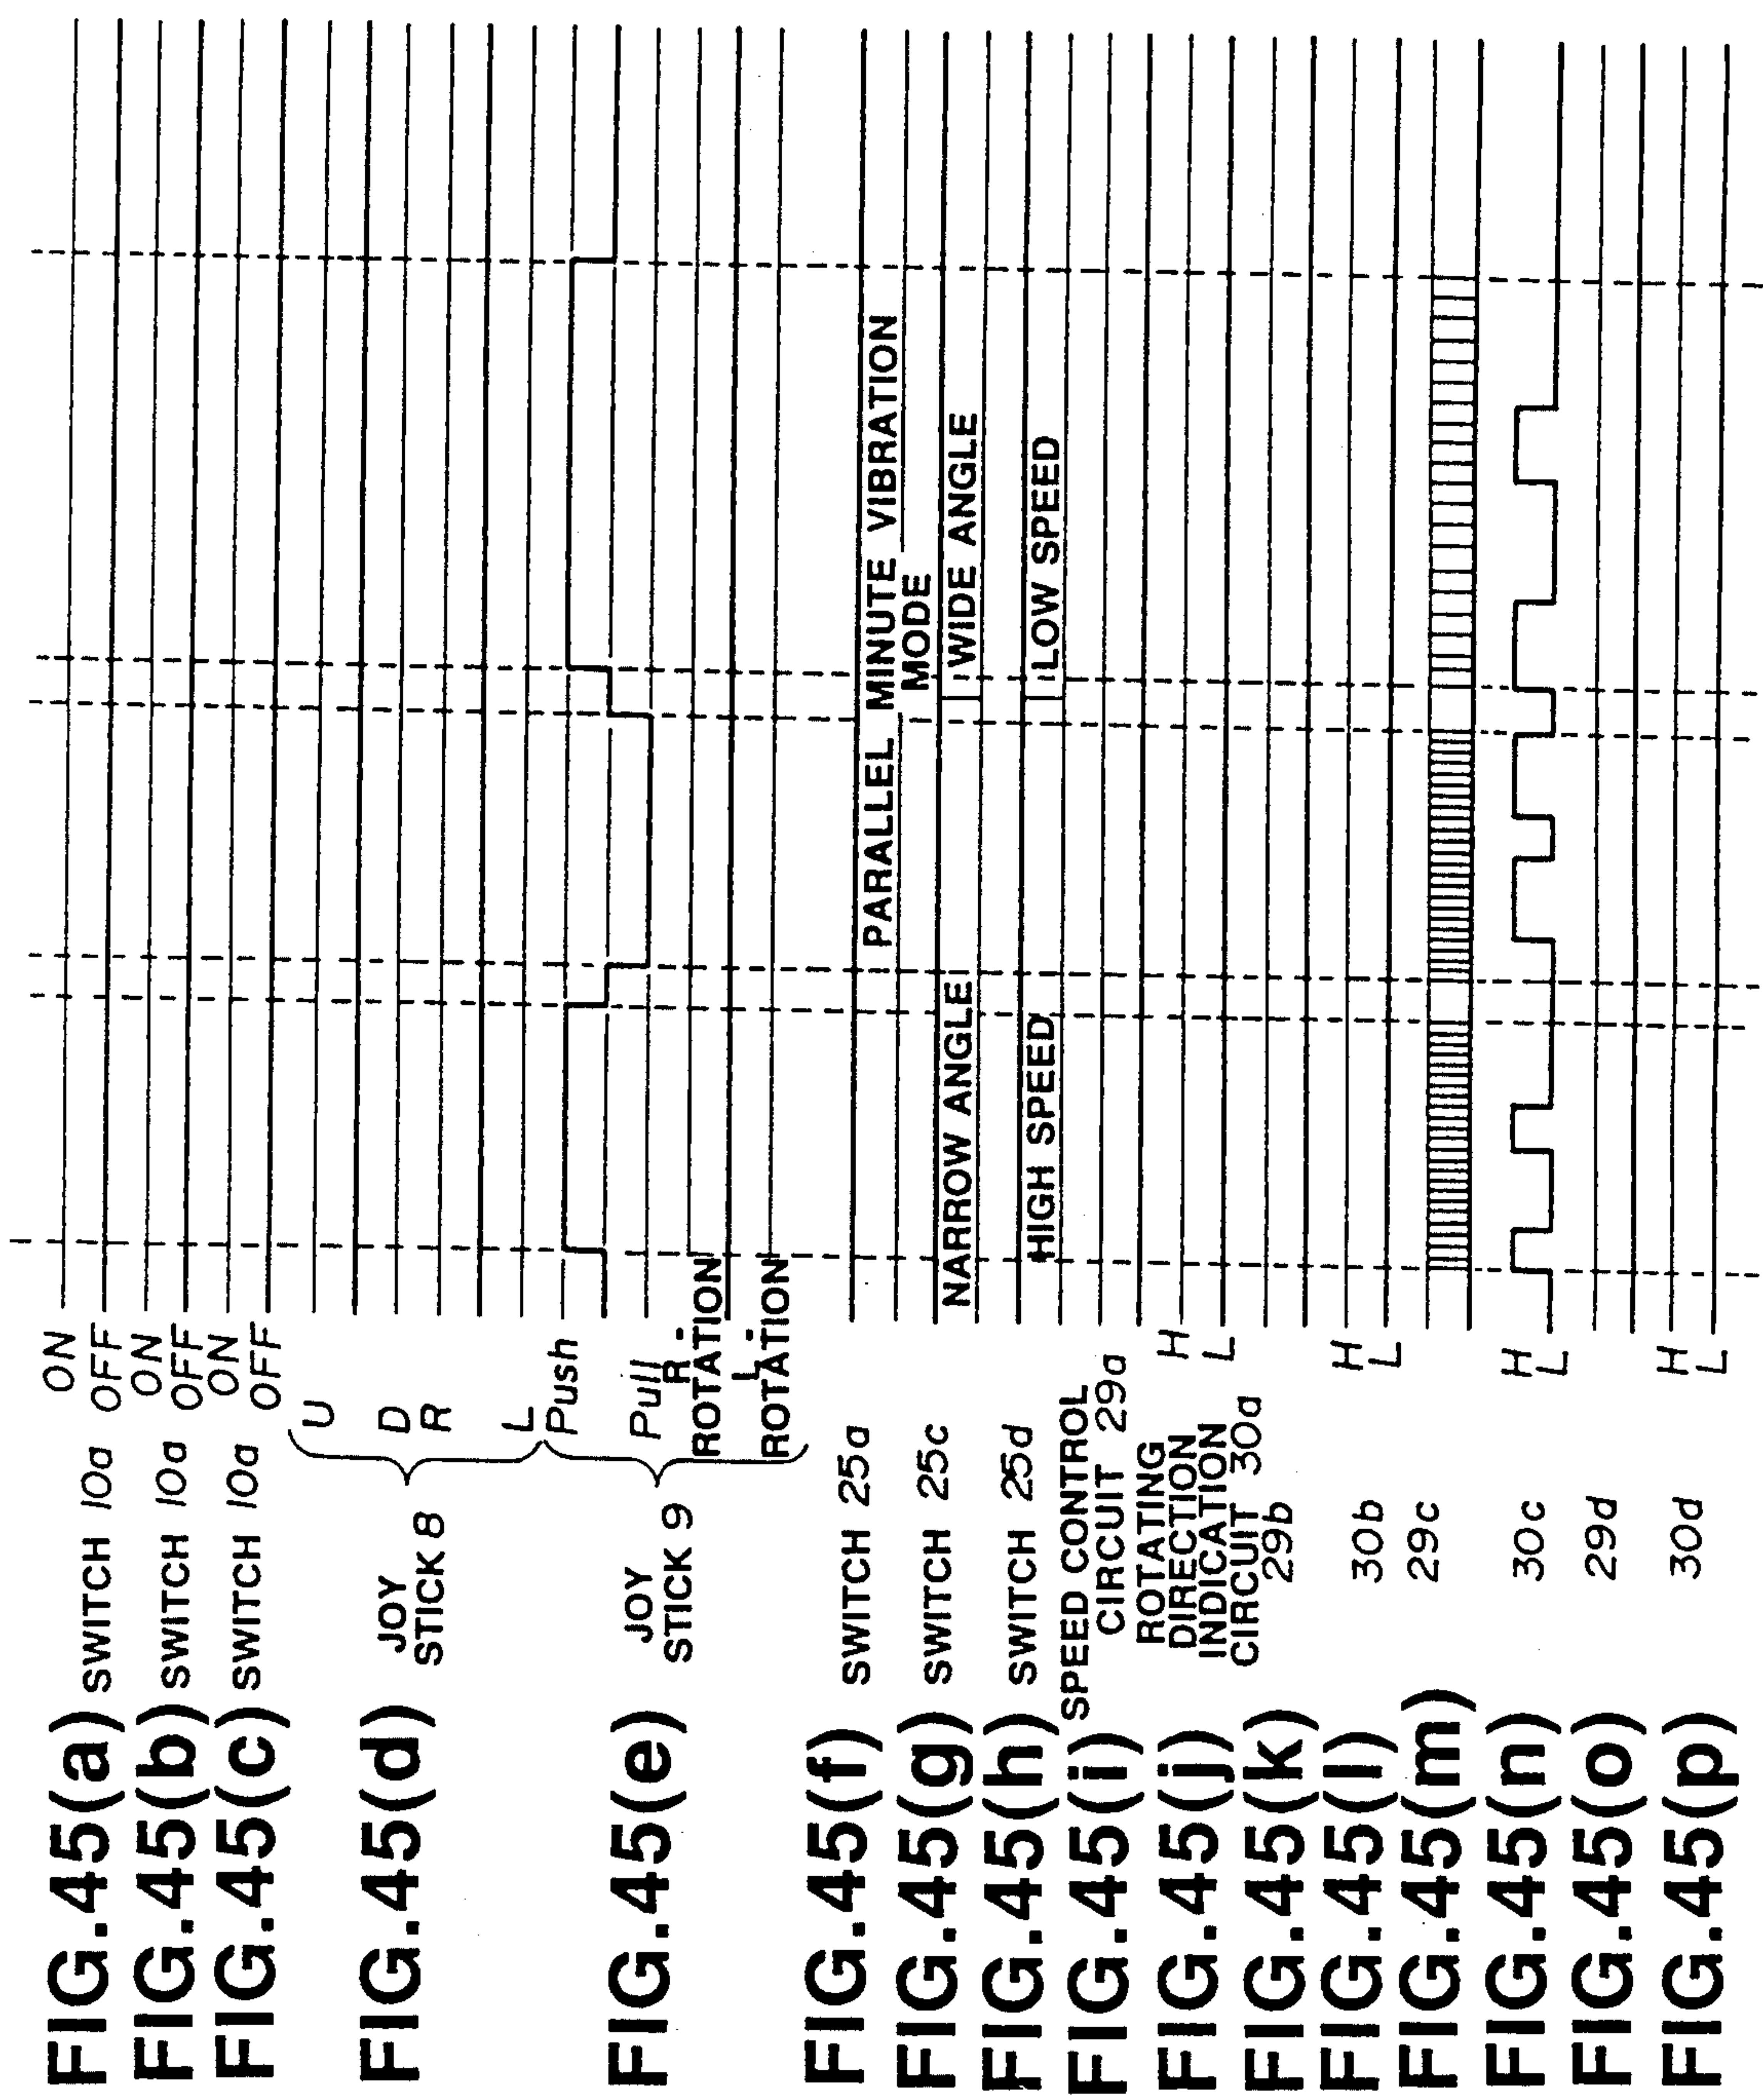 FIG.45(a) SWITCH 10a ON
OFF
FIG.45(b) SWITCH 10a ON
OFF
FIG.45(c) SWITCH 10a ON
OFF
FIG.45(d) JOY
STICK 8
U
D
R
L
FIG.45(e) JOY
STICK 9
Push
Pull
R.
ROTATION
L.
ROTATION
FIG.45(f) SWITCH 25a
PARALLEL MINUTE VIBRATION
MODE
FIG.45(g) SWITCH 25c
NARROW ANGLE
WIDE ANGLE
FIG.45(h) SWITCH 25d
HIGH SPEED
LOW SPEED
FIG.45(i) SPEED CONTROL
CIRCUIT 29a
FIG.45(j) ROTATING
DIRECTION
INDICATION
CIRCUIT 30a
H
L
FIG.45(k) 29b
FIG.45(l) 30b
H
L
FIG.45(m) 29c
FIG.45(n) 30c
H
L
FIG.45(o) 29d
FIG.45(p) 30d
H
L